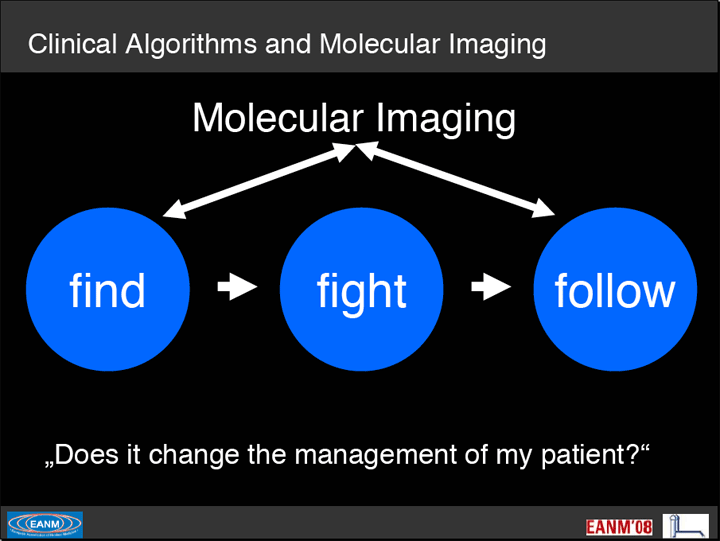 Clinical Algorithms and Molecular Imaging
Molecular Imaging
find
fight
follow
„Does it change the management of my patient?“
EANM
EANM'08